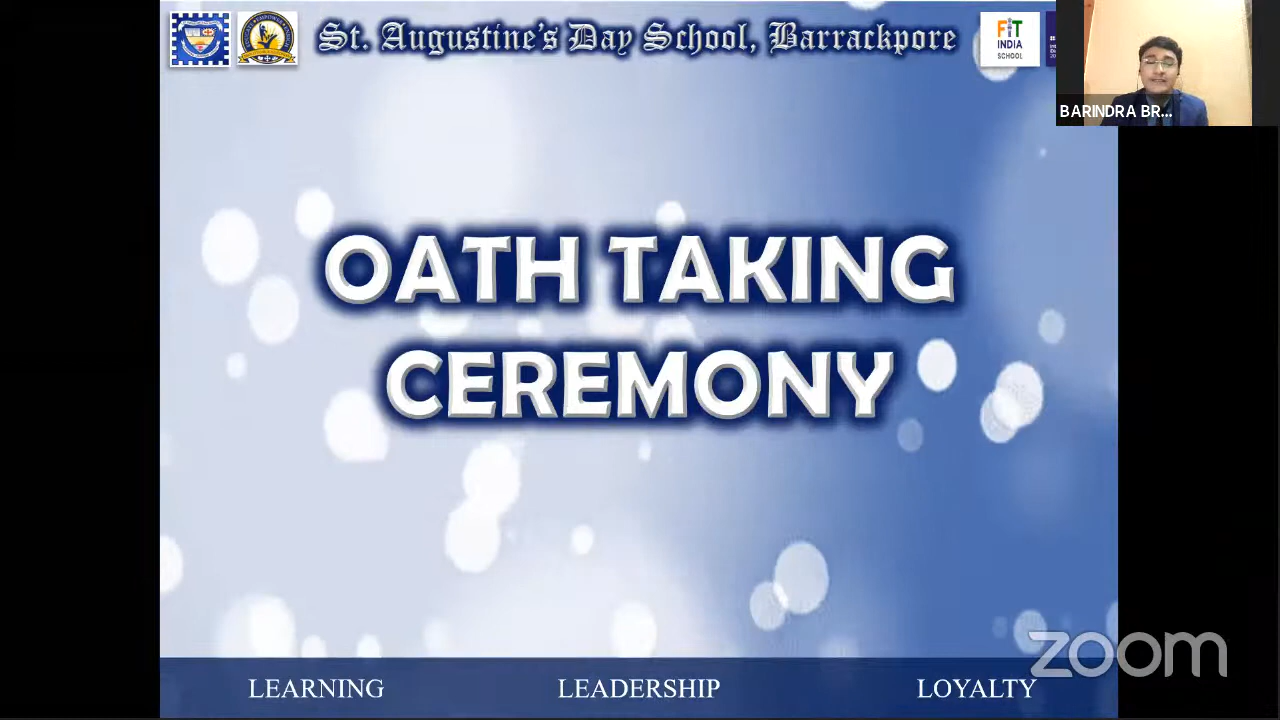 St. Augustine's Day School, Barrackpore
FiT
INDIA
SCHOOL
BARINDRA BR...
OATH TAKING
CEREMONY
zoom
LEARNING LEADERSHIP LOYALTY